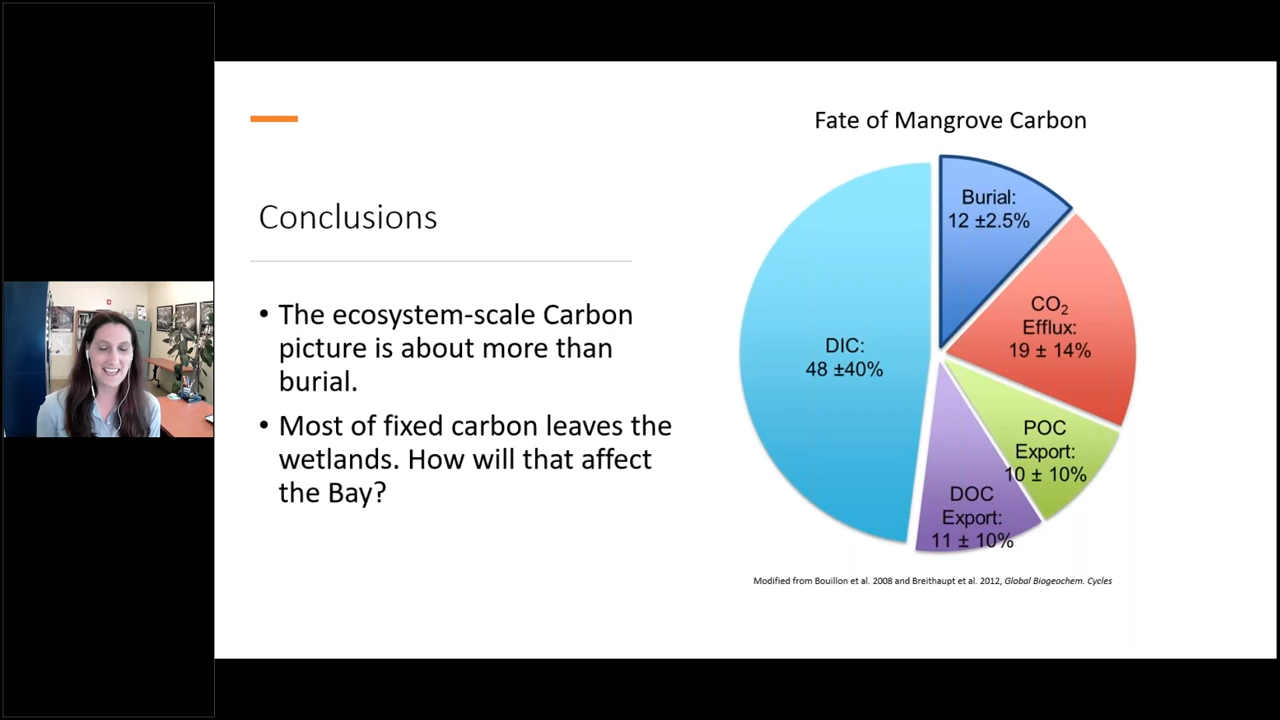 Conclusions
• The ecosystem-scale Carbon
picture is about more than
burial.
• Most of fixed carbon leaves the
wetlands. How will that affect
the Bay?
Fate of Mangrove Carbon
Burial:
12 ±2.5%
CO₂
Efflux:
19 ± 14%
POC
Export:
10 ± 10%
DOC
Export:
11 ± 10%
DIC:
48 ±40%
Modified from Bouillon et al. 2008 and Breithaupt et al. 2012, Global Biogeochem. Cycles